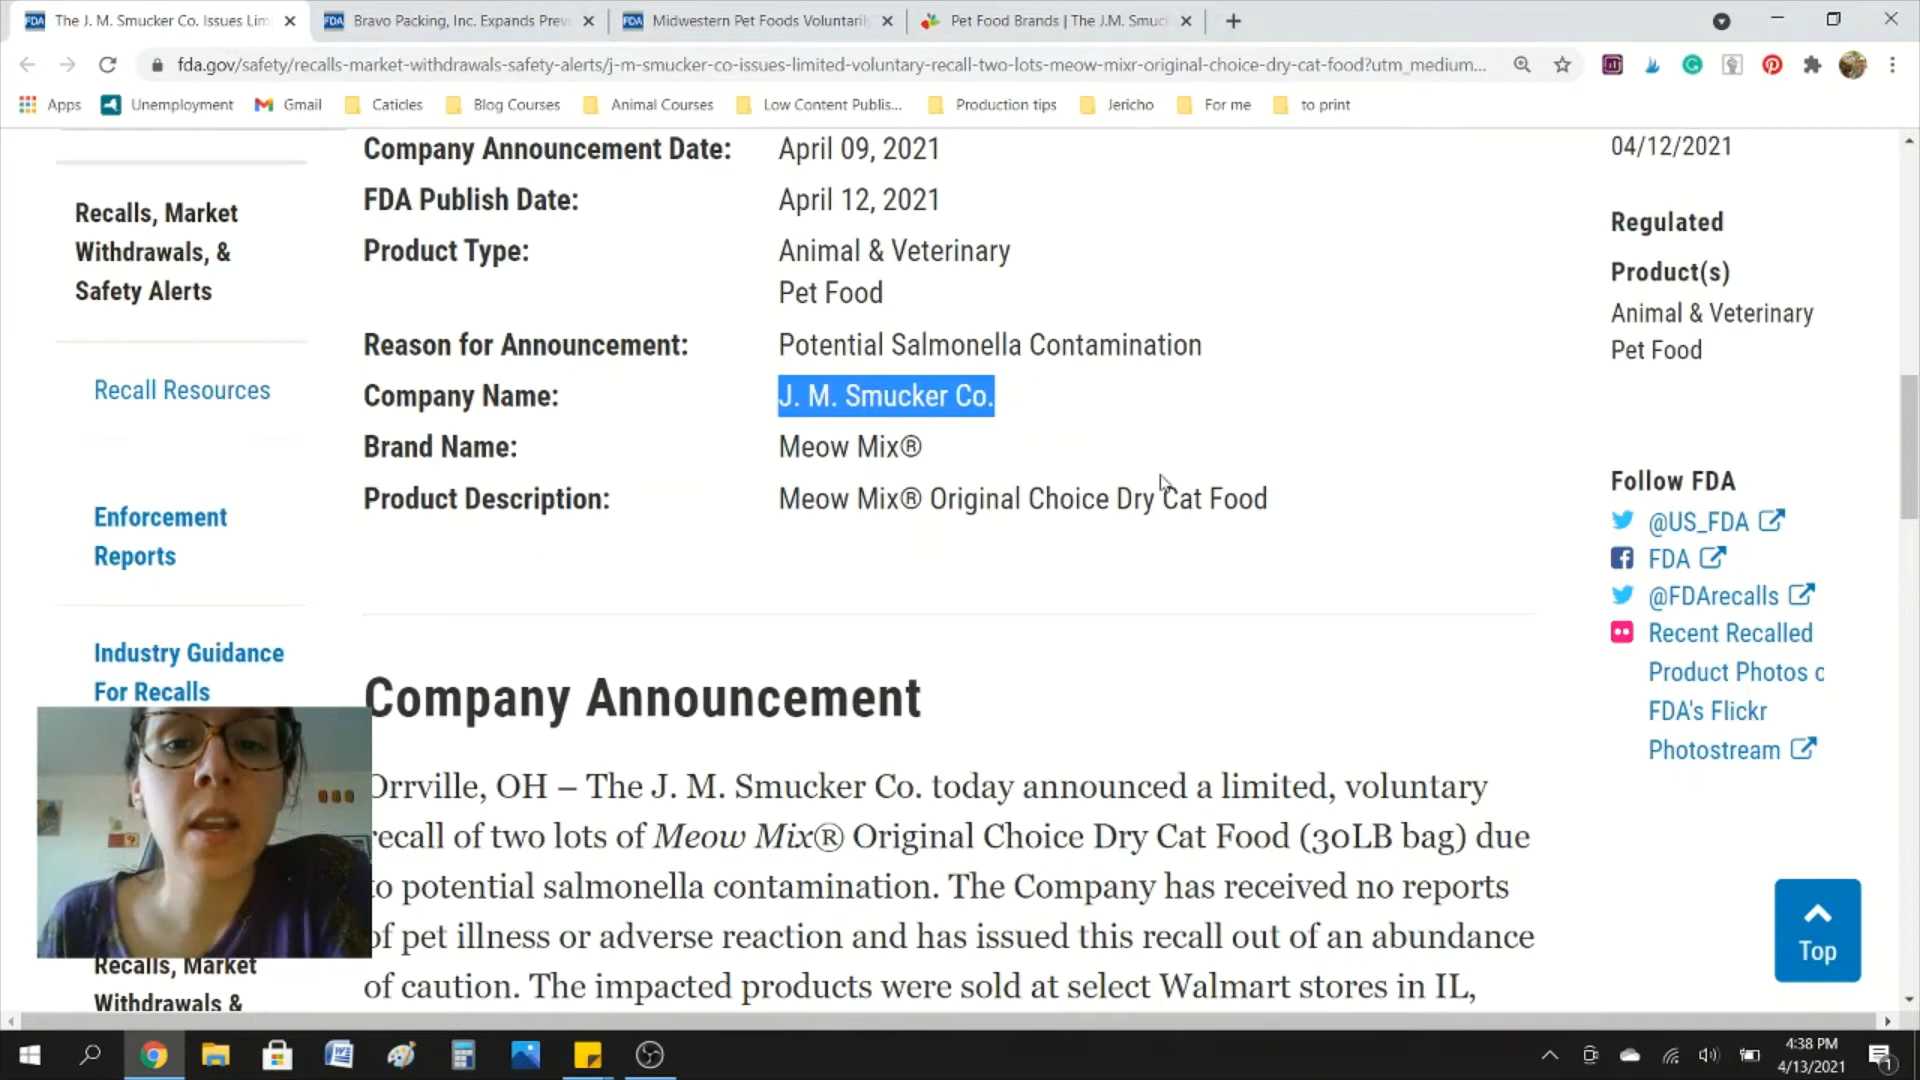 The J. M. Smucker Co. Issues Lim
Bravo Packing, Inc. Expands Prev
Midwestern Pet Foods Voluntaril
Pet Food Brands | The J.M. Smuc
fda.gov/safety/recalls-market-withdrawals-safety-alerts/j-m-smucker-co-issues-limited-voluntary-recall-two-lots-meow-mixr-original-choice-dry-cat-food?utm_medium...
Apps
Unemployment
Gmail
Caticles
Blog Courses
Animal Courses
Low Content Publis...
Production tips
Jericho
For me
to print
Recalls, Market
Withdrawals, &
Safety Alerts
Recall Resources
Enforcement
Reports
Industry Guidance
For Recalls
Recalls, Market
Withdrawals &
Company Announcement Date: April 09, 2021
FDA Publish Date: April 12, 2021
Product Type: Animal & Veterinary
Pet Food
Reason for Announcement: Potential Salmonella Contamination
Company Name: J. M. Smucker Co.
Brand Name: Meow Mix®
Product Description: Meow Mix® Original Choice Dry Cat Food
Company Announcement
Orrville, OH – The J. M. Smucker Co. today announced a limited, voluntary
recall of two lots of Meow Mix® Original Choice Dry Cat Food (30LB bag) due
to potential salmonella contamination. The Company has received no reports
of pet illness or adverse reaction and has issued this recall out of an abundance
of caution. The impacted products were sold at select Walmart stores in IL,
04/12/2021
Regulated
Product(s)
Animal & Veterinary
Pet Food
Follow FDA
@US_FDA
FDA
@FDArecalls
Recent Recalled
Product Photos o
FDA's Flickr
Photostream
Top
4:38 PM
4/13/2021
1